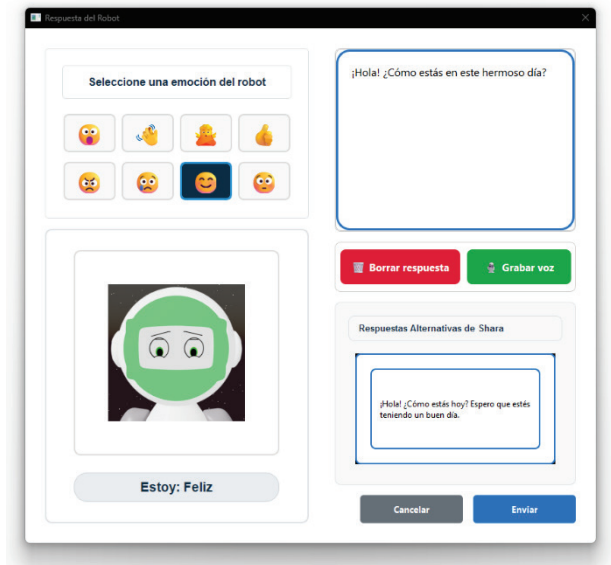 Respuesta del Robot
Seleccione una emoción del robot
¡Hola! ¿Cómo estás en este hermoso día?
Borrar respuesta
Grabar voz
Respuestas Alternativas de Shara
¡Hola! ¿Cómo estás hoy? Espero que estés
teniendo un buen día.
Estoy: Feliz
Cancelar
Enviar